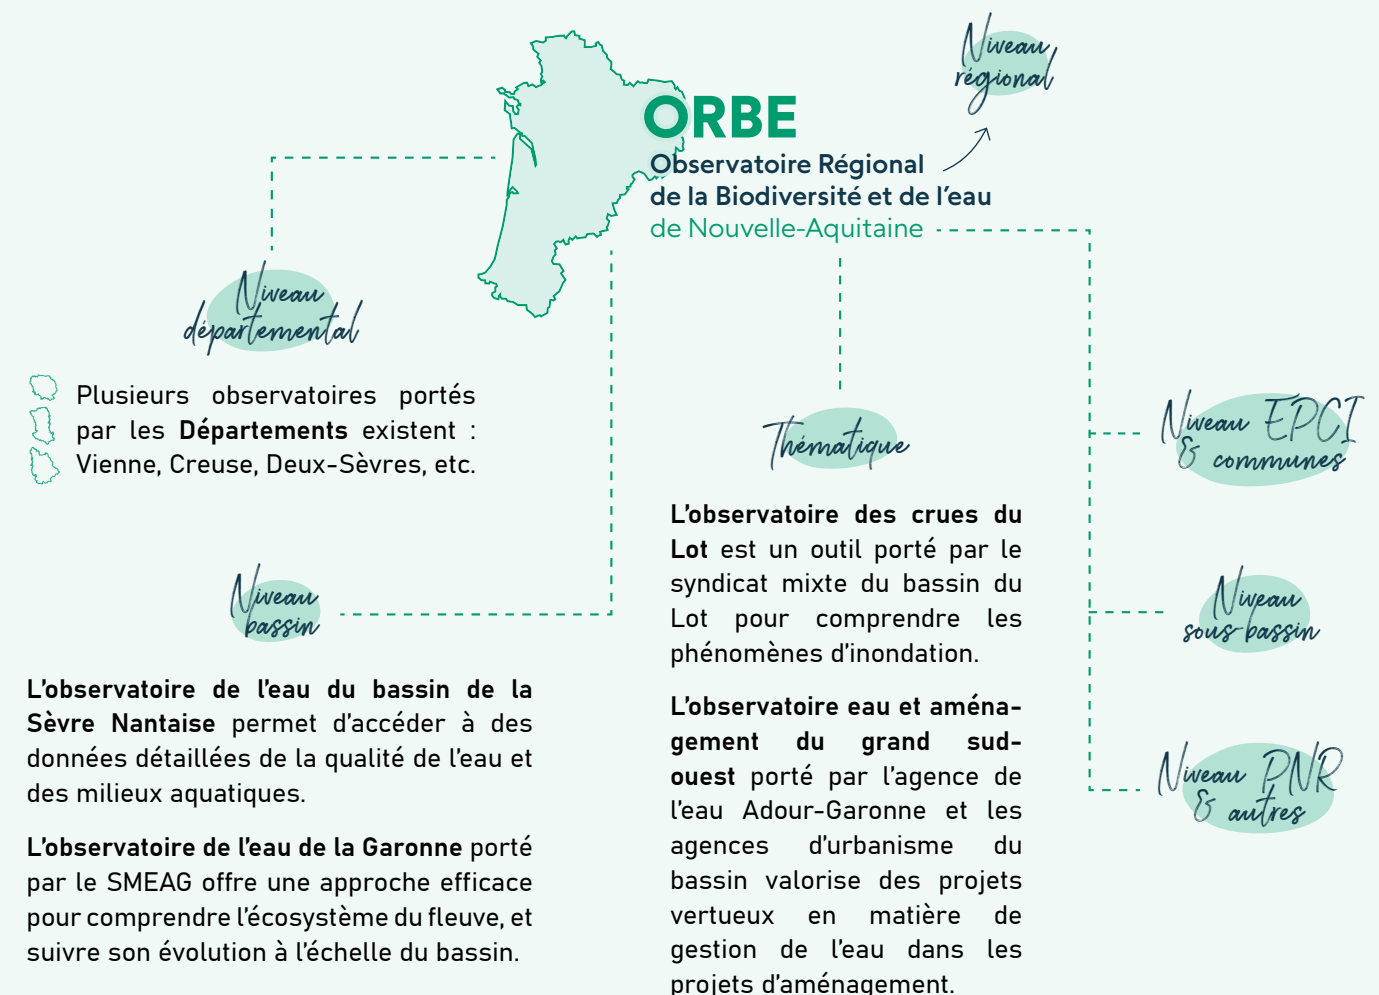 Niveau
régional
ORBE
Observatoire Régional
de la Biodiversité et de l’eau
de Nouvelle-Aquitaine
Niveau
départemental
Plusieurs observatoires portés
par les Départements existent :
Vienne, Creuse, Deux-Sèvres, etc.
Niveau
bassin
L’observatoire de l’eau du bassin de la
Sèvre Nantaise permet d’accéder à des
données détaillées de la qualité de l’eau et
des milieux aquatiques.
L’observatoire de l’eau de la Garonne porté
par le SMEAG offre une approche efficace
pour comprendre l’écosystème du fleuve, et
suivre son évolution à l’échelle du bassin.
Thématique
L’observatoire des crues du
Lot est un outil porté par le
syndicat mixte du bassin du
Lot pour comprendre les
phénomènes d’inondation.
L’observatoire eau et aména-
gement du grand sud-
ouest porté par l’agence de
l’eau Adour-Garonne et les
agences d’urbanisme du
bassin valorise des projets
vertueux en matière de
gestion de l’eau dans les
projets d’aménagement.
Niveau EPCI
& communes
Niveau
sous-bassin
Niveau PNR
& autres